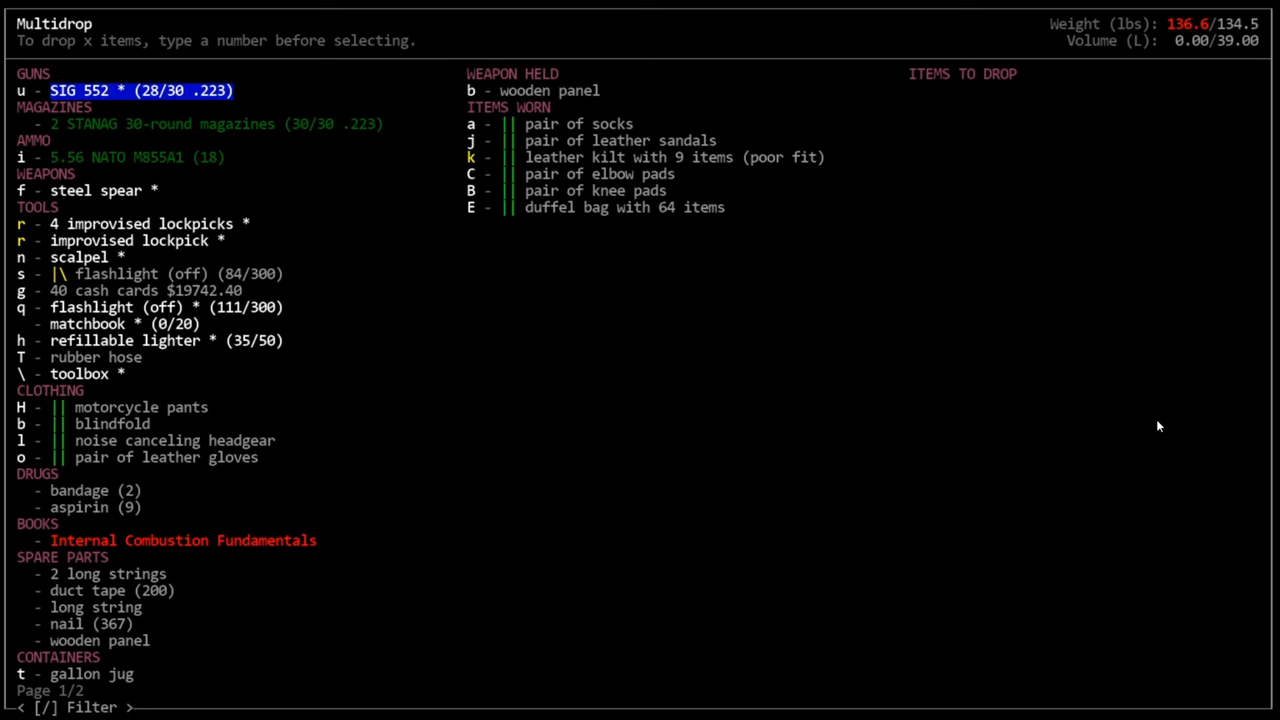 Multidrop
Weight (lbs): 136.6/134.5
To drop x items, type a number before selecting.
Volume (L): 0.00/39.00
GUNS
u - SIG 552 * (28/30 .223)
MAGAZINES
- 2 STANAG 30-round magazines (30/30 .223)
AMMO
i - 5.56 NATO M855A1 (18)
WEAPONS
f - steel spear *
TOOLS
r - 4 improvised lockpicks *
r - improvised lockpick *
n - scalpel *
s - |\ flashlight (off) (84/300)
g - 40 cash cards $19742.40
q - flashlight (off) * (111/300)
- matchbook * (0/20)
h - refillable lighter * (35/50)
T - rubber hose
\ - toolbox *
CLOTHING
H - || motorcycle pants
b - || blindfold
l - || noise canceling headgear
o - || pair of leather gloves
DRUGS
- bandage (2)
- aspirin (9)
BOOKS
- Internal Combustion Fundamentals
SPARE PARTS
- 2 long strings
- duct tape (200)
- long string
- nail (367)
- wooden panel
CONTAINERS
t - gallon jug
Page 1/2
< [/] Filter >
WEAPON HELD
b - wooden panel
ITEMS WORN
a - || pair of socks
j - || pair of leather sandals
k - || leather kilt with 9 items (poor fit)
C - || pair of elbow pads
B - || pair of knee pads
E - || duffel bag with 64 items
ITEMS TO DROP